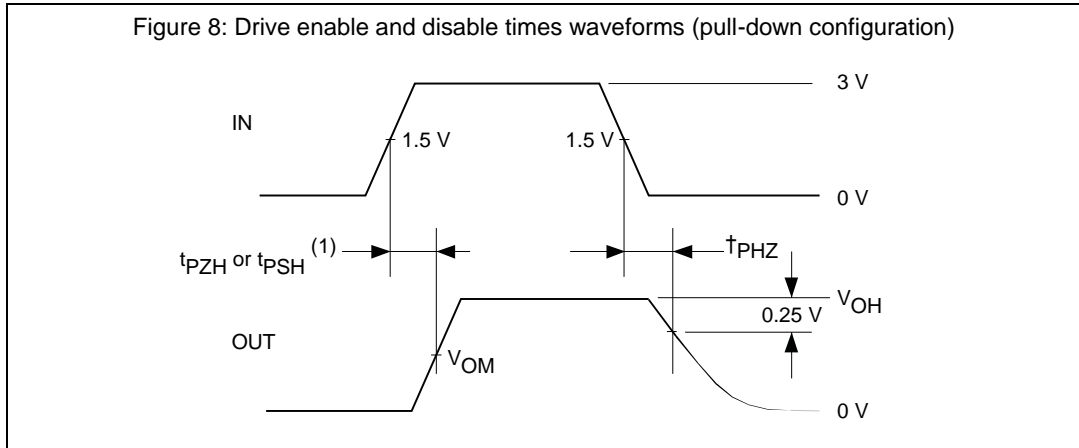 Figure 8: Drive enable and disable times waveforms (pull-down configuration)
3 V
IN
1.5 V
1.5 V
0 V
tPZH or tPSH (1)
†PHZ
VOH
0.25 V
OUT
VOM
0 V